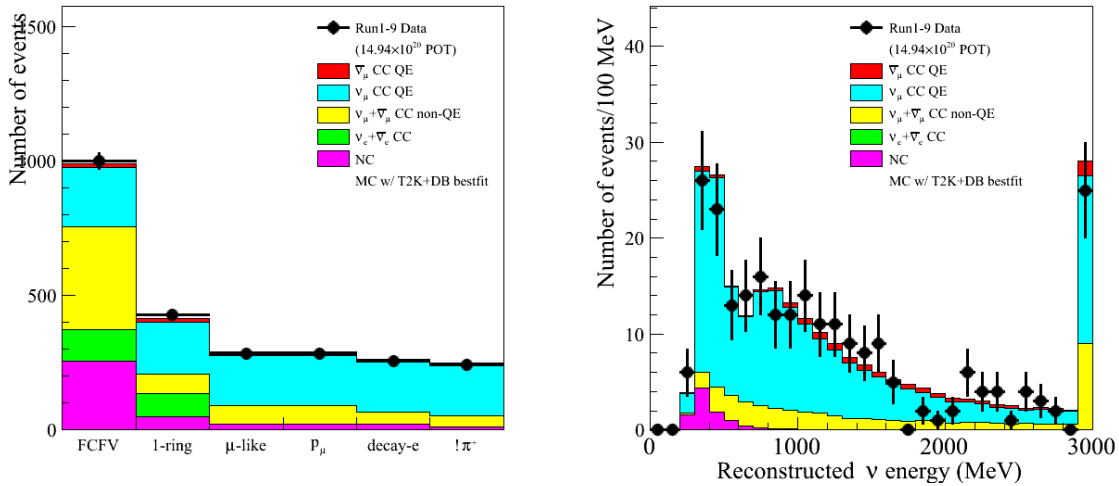 Number of events
1500
1000
500
0
FCFV 1-ring μ-like Pμ decay-e !π⁺
Run1-9 Data
(14.94×10²⁰ POT)
ν̅μ CC QE
νμ CC QE
νμ+ν̅μ CC non-QE
νe+ν̅e CC
NC
MC w/ T2K+DB bestfit
Number of events/100 MeV
40
30
20
10
0
0 1000 2000 3000
Reconstructed ν energy (MeV)
Run1-9 Data
(14.94×10²⁰ POT)
ν̅μ CC QE
νμ CC QE
νμ+ν̅μ CC non-QE
νe+ν̅e CC
NC
MC w/ T2K+DB bestfit